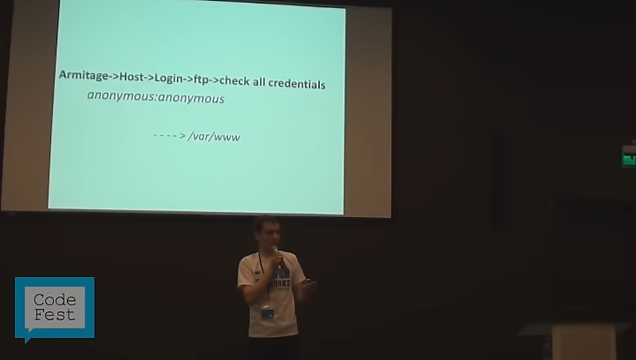 Armitage->Host->Login->ftp->check all credentials
anonymous:anonymous
- - - - > /var/www
Code
Fest